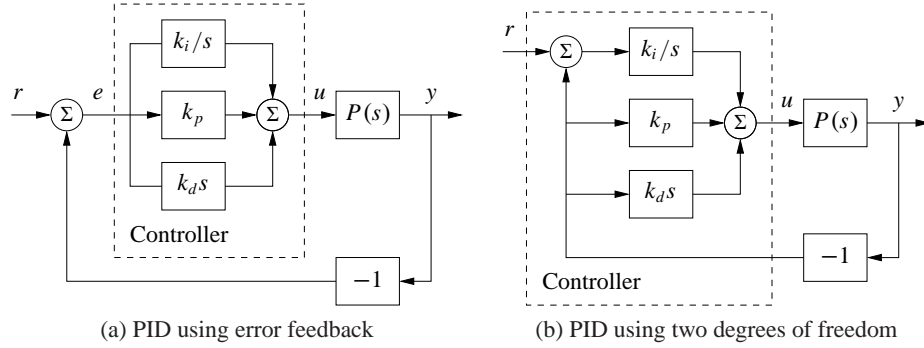 r
Σ
e
k_i/s
k_p
k_d s
Σ
u
P(s)
y
Controller
−1
(a) PID using error feedback
r
Σ
k_i/s
k_p
k_d s
Σ
u
P(s)
y
−1
Controller
(b) PID using two degrees of freedom